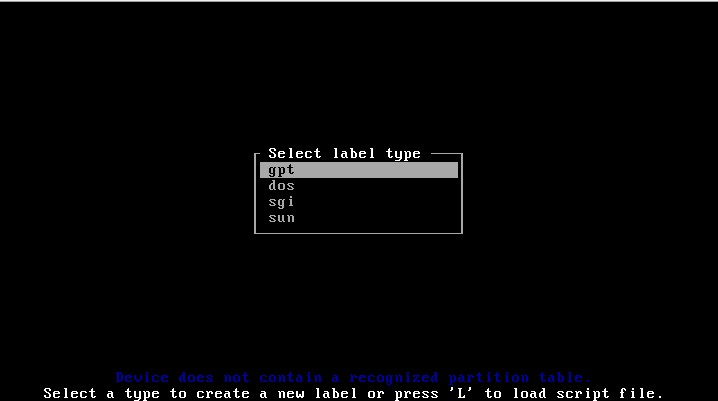 Select label type
gpt
dos
sgi
sun
Device does not contain a recognized partition table.
Select a type to create a new label or press 'L' to load script file.